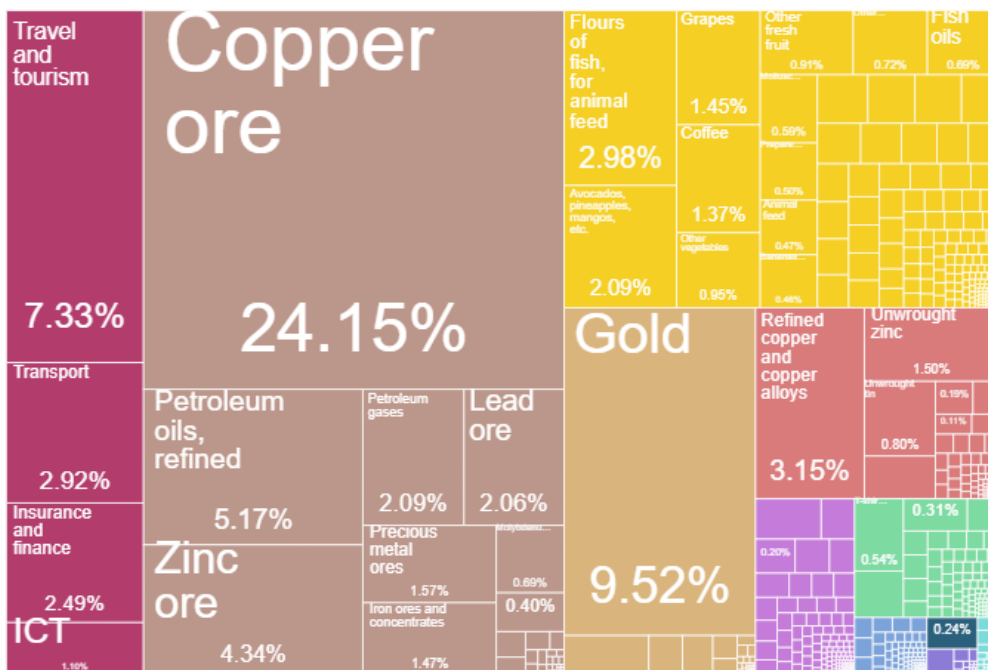 Travel
and
tourism
7.33%
Transport
2.92%
Insurance
and
finance
2.49%
ICT
1.10%
Copper
ore
24.15%
Petroleum
oils,
refined
5.17%
Zinc
ore
4.34%
Petroleum
gases
2.09%
Lead
ore
2.06%
Precious
metal
ores
1.57%
Iron ores and
concentrates
1.47%
0.69%
0.40%
Flours
of
fish,
for
animal
feed
2.98%
Avocados,
pineapples,
mangos,
etc.
2.09%
Grapes
1.45%
Coffee
1.37%
Other
vegetables
0.95%
Other
fresh
fruit
0.91%
0.72%
Fish
oils
0.69%
0.59%
0.50%
Animal
feed
0.47%
0.46%
Gold
9.52%
Refined
copper
and
copper
alloys
3.15%
Unwrought
zinc
1.50%
Unwrought
tin
0.80%
0.19%
0.11%
0.20%
0.54%
0.31%
0.24%